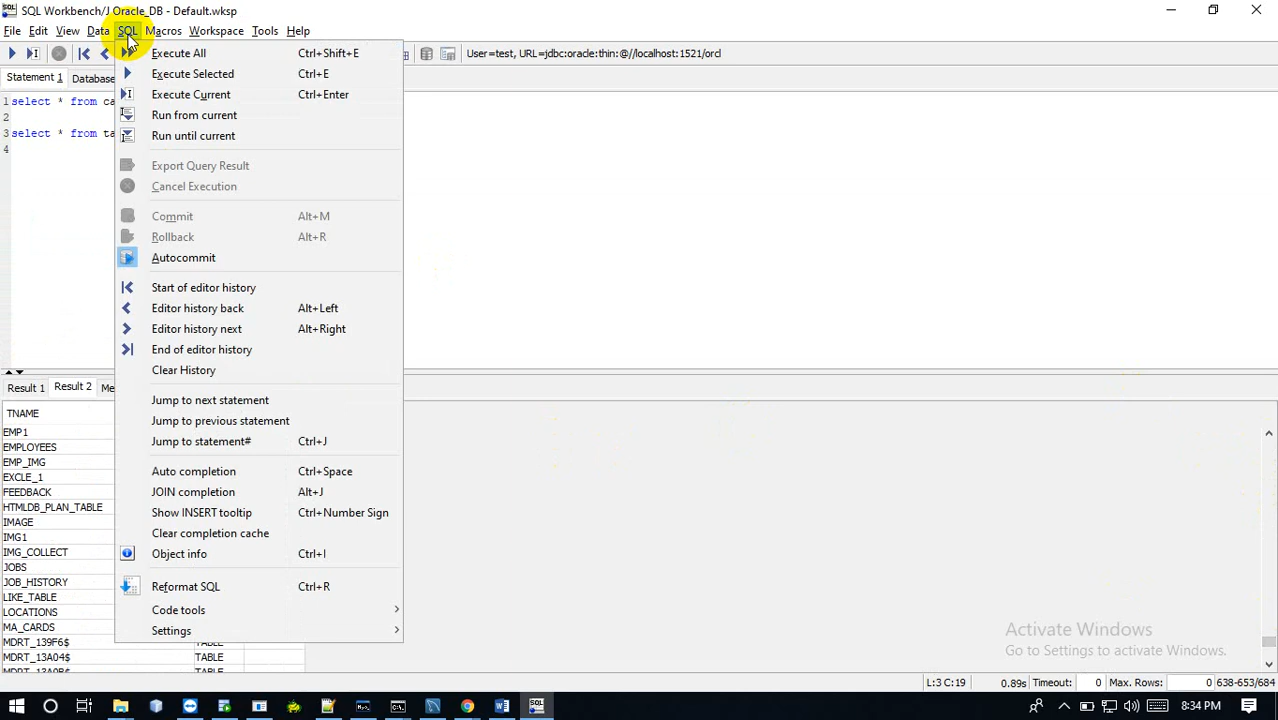 SQL Workbench/J Oracle_DB - Default.wksp
File Edit View Data SQL Macros Workspace Tools Help
User=test, URL=jdbc:oracle:thin:@//localhost:1521/orcl
Statement 1 Database
1 select * from ca
2
3 select * from ta
4
Execute All Ctrl+Shift+E
Execute Selected Ctrl+E
Execute Current Ctrl+Enter
Run from current
Run until current
Export Query Result
Cancel Execution
Commit Alt+M
Rollback Alt+R
Autocommit
Start of editor history
Editor history back Alt+Left
Editor history next Alt+Right
End of editor history
Clear History
Jump to next statement
Jump to previous statement
Jump to statement# Ctrl+J
Auto completion Ctrl+Space
JOIN completion Alt+J
Show INSERT tooltip Ctrl+Number Sign
Clear completion cache
Object info Ctrl+I
Reformat SQL Ctrl+R
Code tools
Settings
Result 1 Result 2 Me
TNAME
EMP1
EMPLOYEES
EMP_IMG
EXCLE_1
FEEDBACK
HTMLDB_PLAN_TABLE
IMAGE
IMG1
IMG_COLLECT
JOBS
JOB_HISTORY
LIKE_TABLE
LOCATIONS
MA_CARDS
MDRT_139F6$ TABLE
MDRT_13A04$ TABLE
Activate Windows
Go to Settings to activate Windows.
L:3 C:19 0.89s Timeout: 0 Max. Rows: 0 638-653/684
8:34 PM